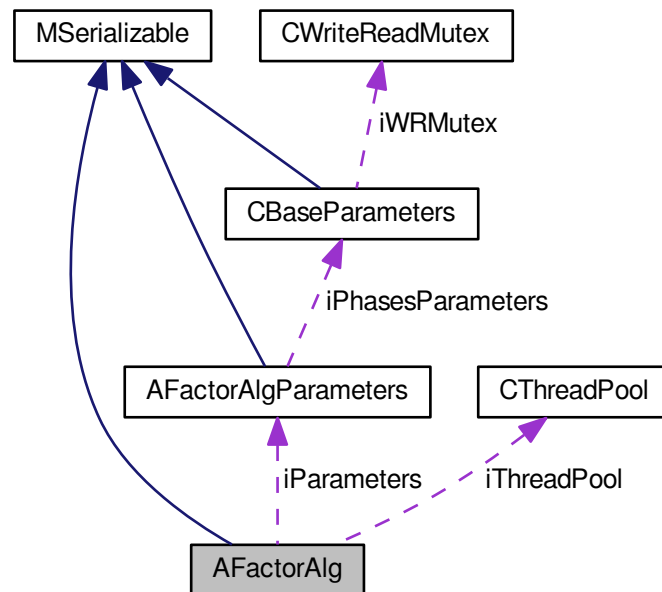 MSerializable
CWriteReadMutex
iWRMutex
CBaseParameters
iPhasesParameters
AFactorAlgParameters
CThreadPool
iParameters
iThreadPool
AFactorAlg